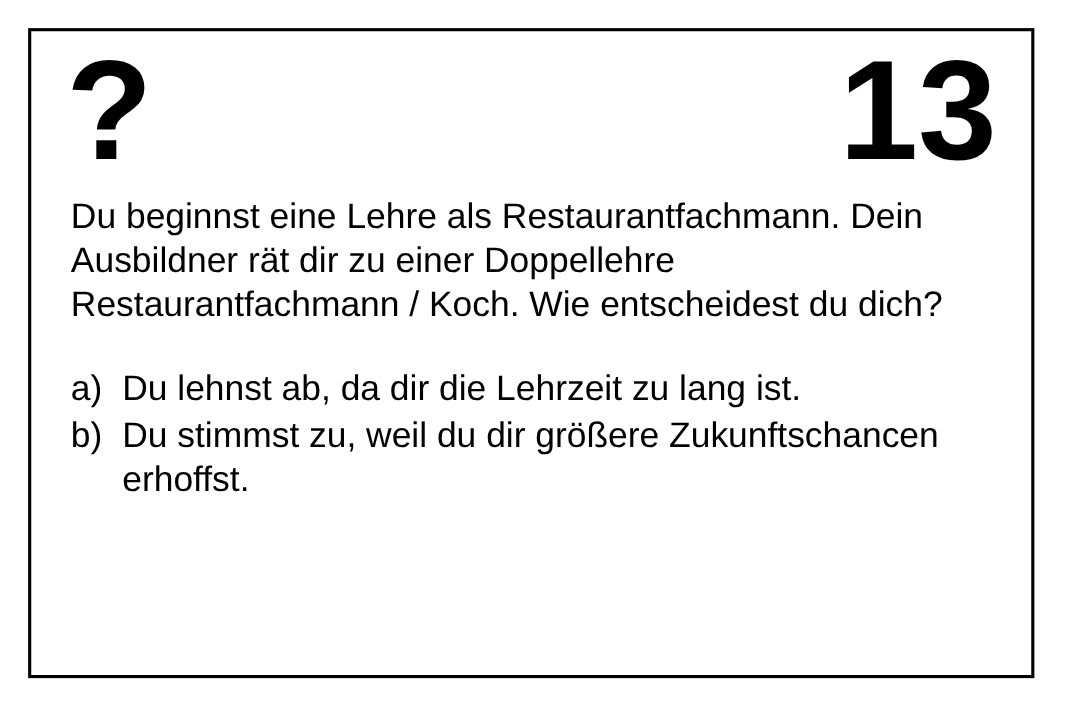 ? 13
Du beginnst eine Lehre als Restaurantfachmann. Dein
Ausbildner rät dir zu einer Doppellehre
Restaurantfachmann / Koch. Wie entscheidest du dich?
a) Du lehnst ab, da dir die Lehrzeit zu lang ist.
b) Du stimmst zu, weil du dir größere Zukunftschancen
erhoffst.